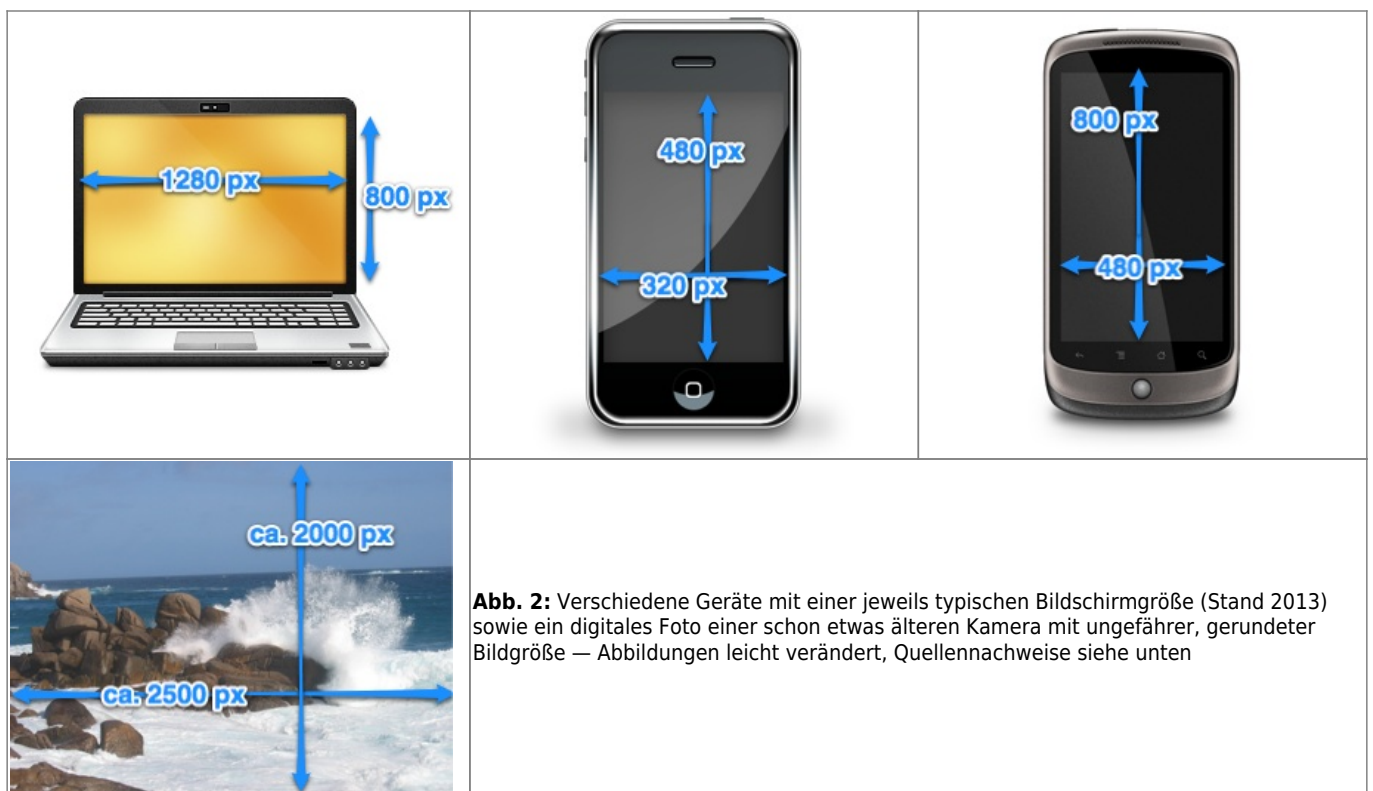 1280 px
800 px
480 px
320 px
800 px
480 px
ca. 2000 px
ca. 2500 px
Abb. 2: Verschiedene Geräte mit einer jeweils typischen Bildschirmgröße (Stand 2013)
sowie ein digitales Foto einer schon etwas älteren Kamera mit ungefährer, gerundeter
Bildgröße — Abbildungen leicht verändert, Quellennachweise siehe unten